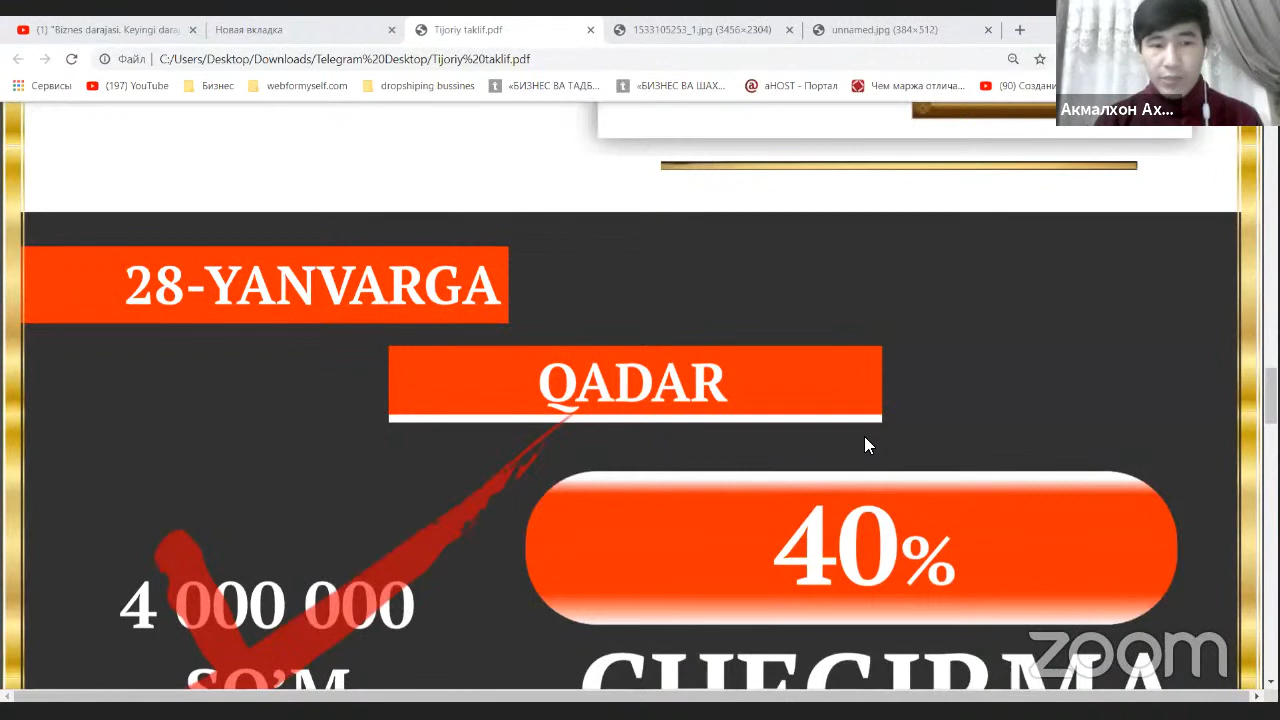 (1) "Biznes darajasi. Keyingi daraj
Новая вкладка
Tijoriy taklif.pdf
1533105253_1.jpg (3456×2304)
unnamed.jpg (384×512)
Файл
C:/Users/Desktop/Downloads/Telegram%20Desktop/Tijoriy%20taklif.pdf
Сервисы
(197) YouTube
Бизнес
webformyself.com
dropshiping bussines
«БИЗНЕС ВА ТАДБ...
«БИЗНЕС ВА ШАХ...
aHOST - Портал
Чем маржа отлича...
(90) Создани
Акмалхон Ах...
28-YANVARGA
QADAR
40%
4 000 000
SO'M
CHEGIRMA
zoom